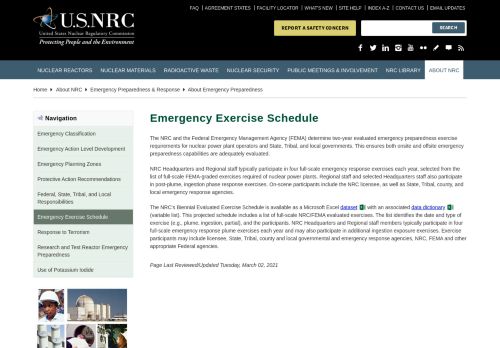 FAQ | AGREEMENT STATES | FACILITY LOCATOR | WHAT'S NEW | SITE HELP | INDEX A-Z | CONTACT US | EMAIL UPDATES
U.S.NRC
United States Nuclear Regulatory Commission
Protecting People and the Environment
REPORT A SAFETY CONCERN
SEARCH
NUCLEAR REACTORS NUCLEAR MATERIALS RADIOACTIVE WASTE NUCLEAR SECURITY PUBLIC MEETINGS & INVOLVEMENT NRC LIBRARY ABOUT NRC
Home About NRC Emergency Preparedness & Response About Emergency Preparedness
Navigation
Emergency Classification
Emergency Action Level Development
Emergency Planning Zones
Protective Action Recommendations
Federal, State, Tribal, and Local
Responsibilities
Emergency Exercise Schedule
Response to Terrorism
Research and Test Reactor Emergency
Preparedness
Use of Potassium Iodide
Emergency Exercise Schedule
The NRC and the Federal Emergency Management Agency (FEMA) determine two-year evaluated emergency preparedness exercise
requirements for nuclear power plant operators and State, Tribal, and local governments. This ensures both onsite and offsite emergency
preparedness capabilities are adequately evaluated.
NRC Headquarters and Regional staff typically participate in four full-scale emergency response exercises each year, selected from the
list of full-scale FEMA-graded exercises required of nuclear power plants. Regional staff and selected Headquarters staff also participate
in post-plume, ingestion phase response exercises. On-scene participants include the NRC licensee, as well as State, Tribal, county, and
local emergency response agencies.
The NRC's Biennial Evaluated Exercise Schedule is available as a Microsoft Excel dataset with an associated data dictionary
(variable list). This projected schedule includes a list of full-scale NRC/FEMA evaluated exercises. The list identifies the date and type of
exercise (e.g., plume, ingestion, partial), and the participants. NRC Headquarters and Regional staff members typically participate in four
full-scale emergency response plume exercises each year and may also participate in additional ingestion exposure exercises. Exercise
participants may include licensees, State, Tribal, county and local governmental and emergency response agencies, NRC, FEMA and other
appropriate Federal agencies.
Page Last Reviewed/Updated Tuesday, March 02, 2021